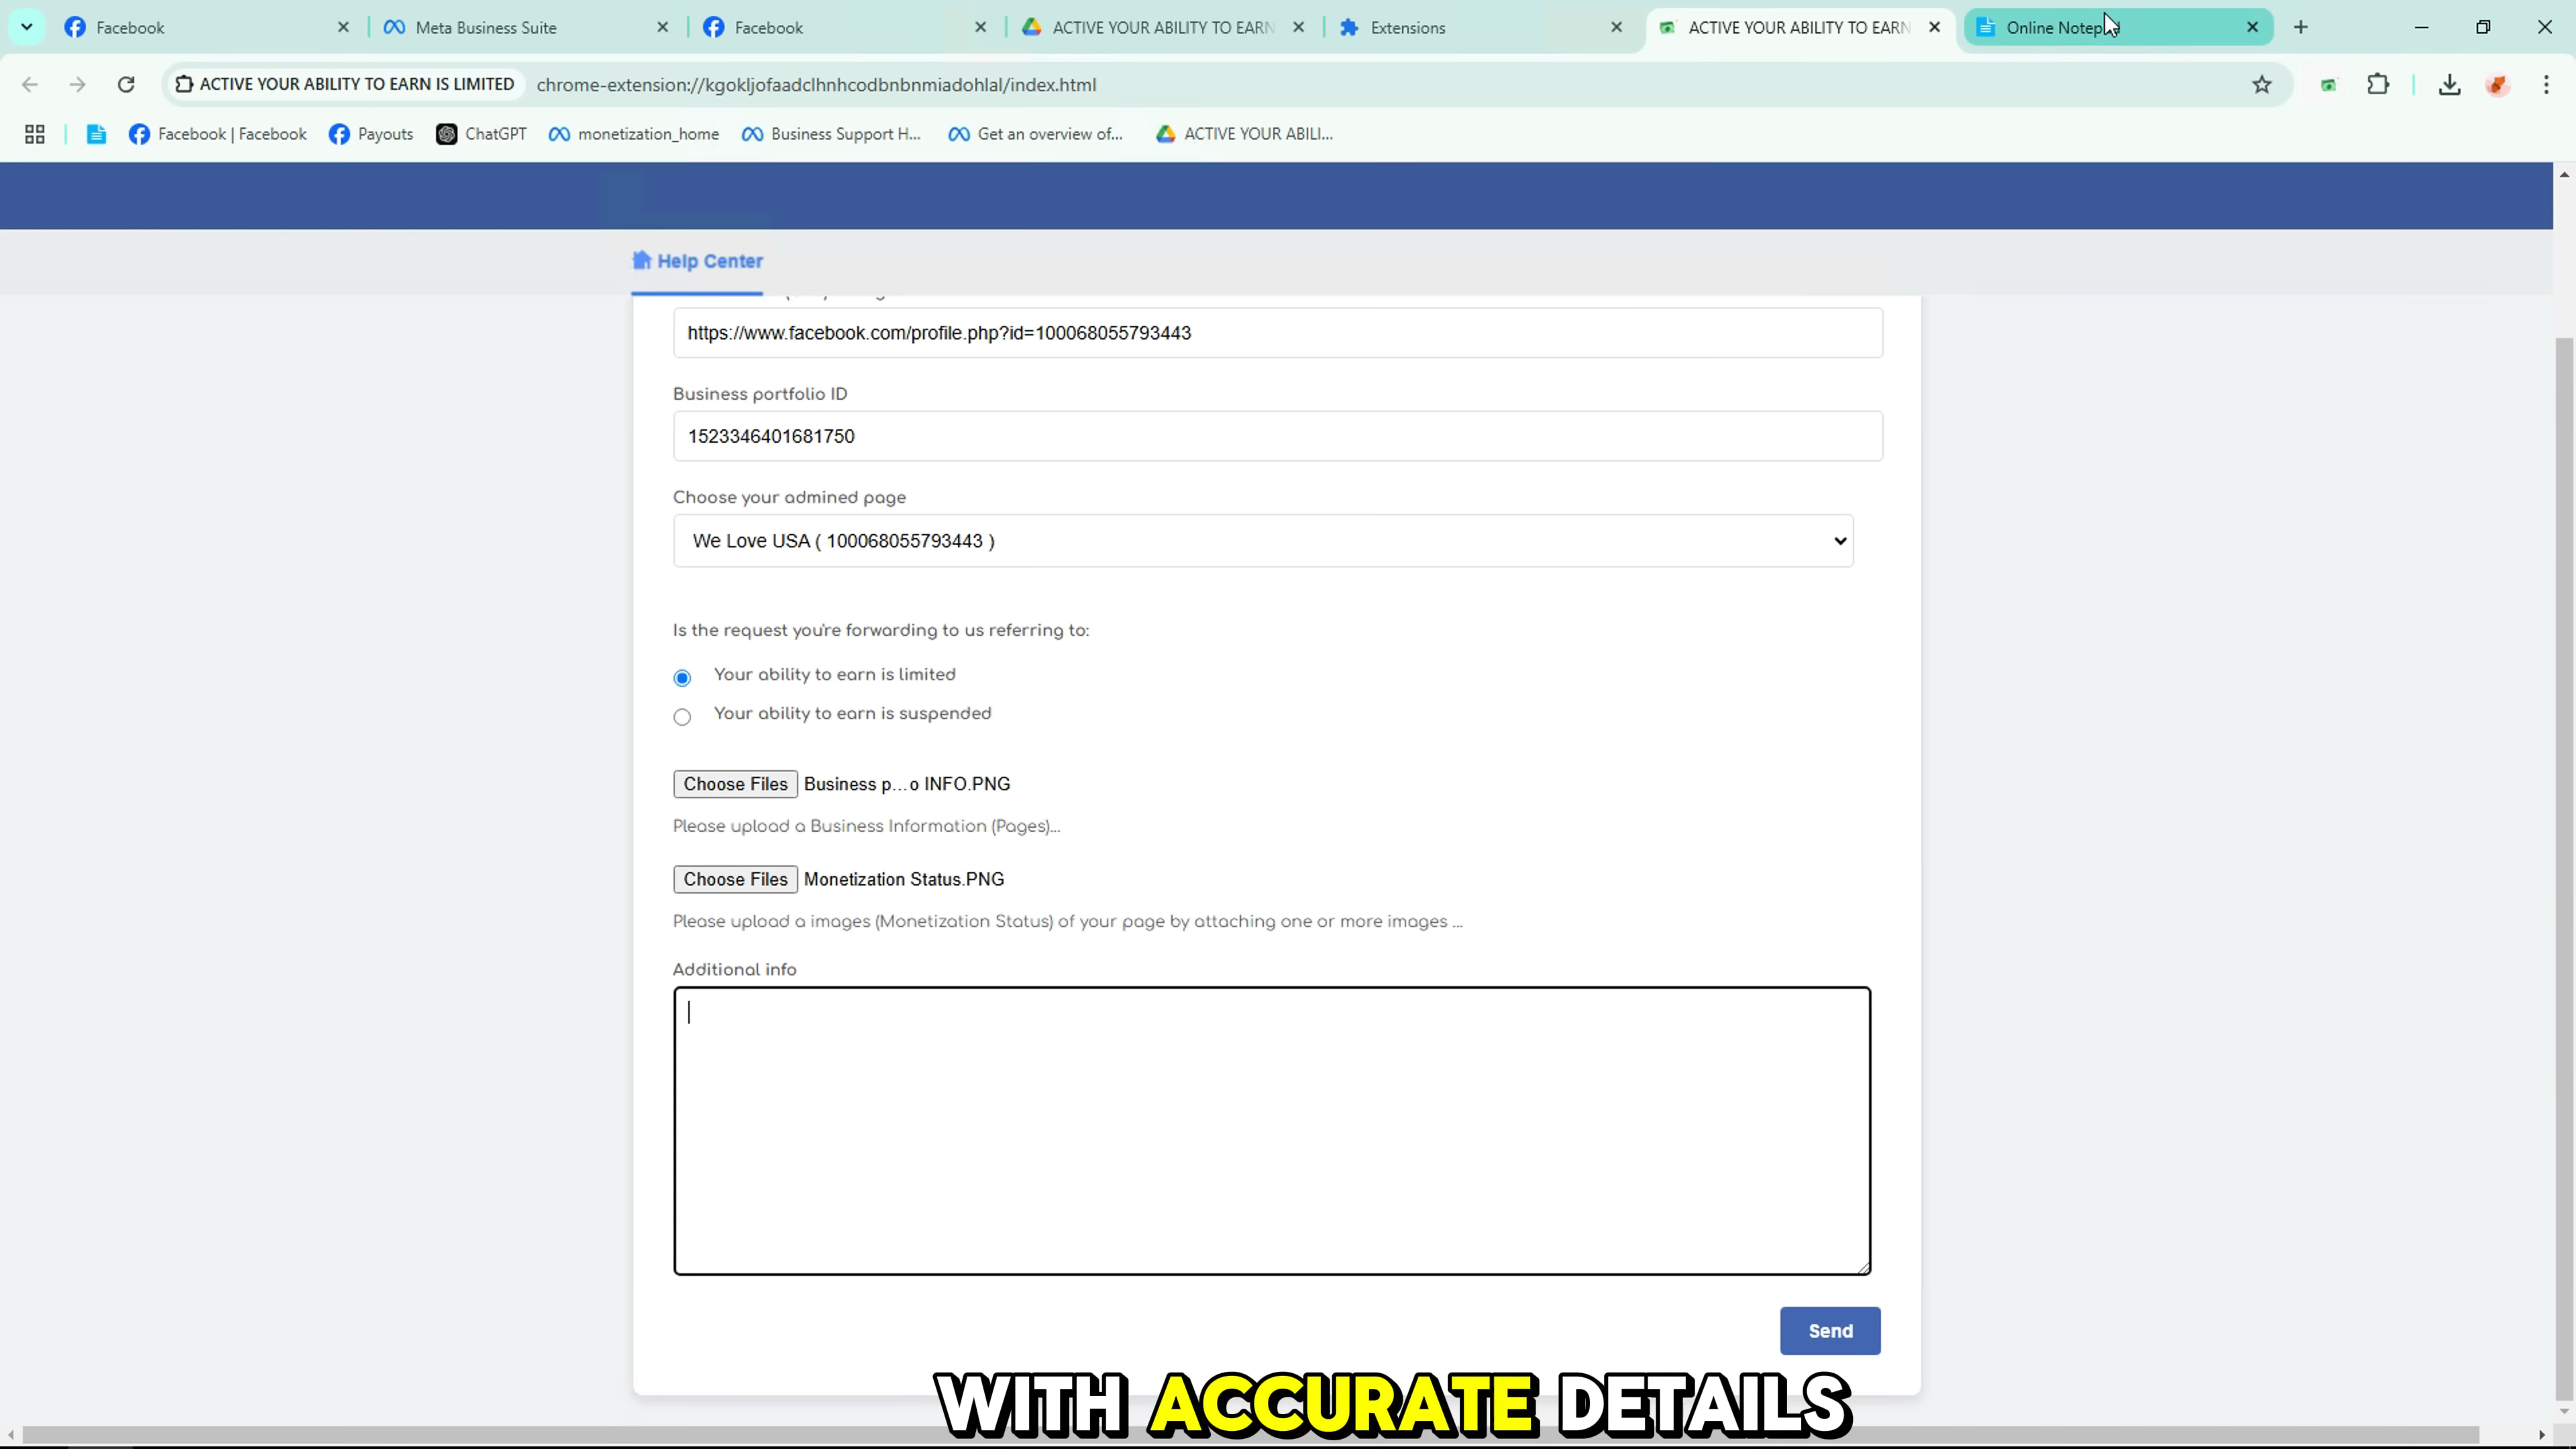 Facebook
Meta Business Suite
Facebook
ACTIVE YOUR ABILITY TO EARN
Extensions
ACTIVE YOUR ABILITY TO EARN
Online Notep
ACTIVE YOUR ABILITY TO EARN IS LIMITED
chrome-extension://kgokljofaadclhnhcodbnbnmiadohlal/index.html
Facebook | Facebook
Payouts
ChatGPT
monetization_home
Business Support H...
Get an overview of...
ACTIVE YOUR ABILI...
Help Center
https://www.facebook.com/profile.php?id=100068055793443
Business portfolio ID
1523346401681750
Choose your admined page
We Love USA ( 100068055793443 )
Is the request you're forwarding to us referring to:
Your ability to earn is limited
Your ability to earn is suspended
Choose Files Business p...o INFO.PNG
Please upload a Business Information (Pages)...
Choose Files Monetization Status.PNG
Please upload a images (Monetization Status) of your page by attaching one or more images ...
Additional info
Send
WITH ACCURATE DETAILS